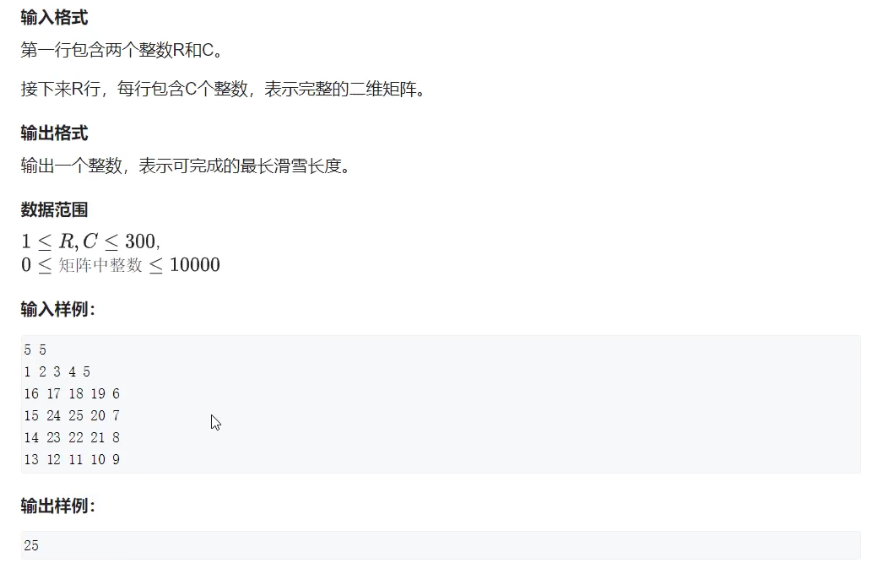 输入格式
第一行包含两个整数R和C。
接下来R行，每行包含C个整数，表示完整的二维矩阵。
输出格式
输出一个整数，表示可完成的最长滑雪长度。
数据范围
1 ≤ R, C ≤ 300,
0 ≤ 矩阵中整数 ≤ 10000
输入样例：
5 5
1 2 3 4 5
16 17 18 19 6
15 24 25 20 7
14 23 22 21 8
13 12 11 10 9
输出样例：
25